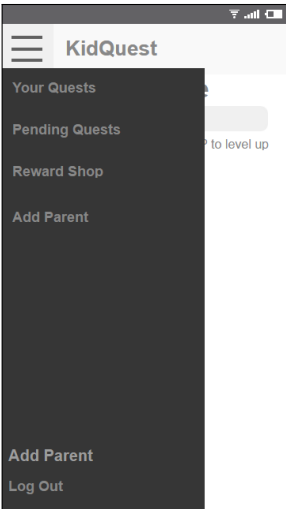 KidQuest
Your Quests
Pending Quests
to level up
Reward Shop
Add Parent
Add Parent
Log Out